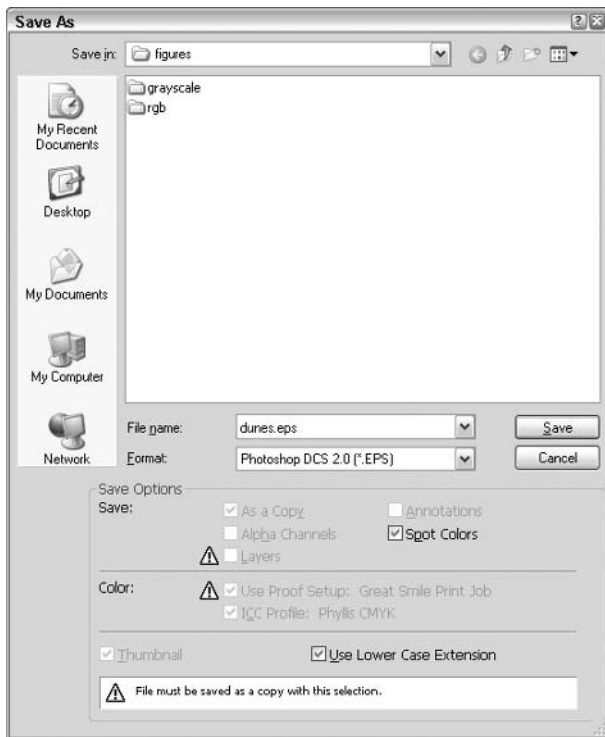 Save As
Save in: figures
grayscale
rgb
My Recent
Documents
Desktop
My Documents
My Computer
Network
File name: dunes.eps Save
Format: Photoshop DCS 2.0 (*.EPS) Cancel
Save Options
Save: As a Copy Annotations
Alpha Channels Spot Colors
Layers
Color: Use Proof Setup: Great Smile Print Job
ICC Profile: Phyllis CMYK
Thumbnail Use Lower Case Extension
File must be saved as a copy with this selection.